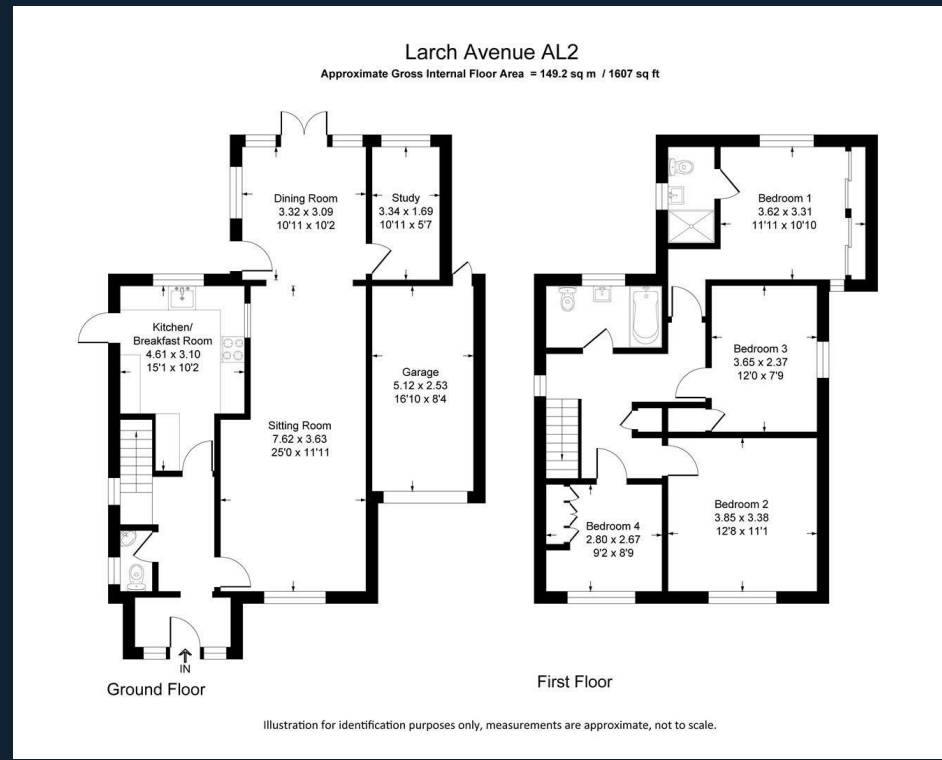 Larch Avenue AL2
Approximate Gross Internal Floor Area = 149.2 sq m / 1607 sq ft
Dining Room
3.32 x 3.09
10'11 x 10'2
Study
3.34 x 1.69
10'11 x 5'7
Kitchen/
Breakfast Room
4.61 x 3.10
15'1 x 10'2
Garage
5.12 x 2.53
16'10 x 8'4
Sitting Room
7.62 x 3.63
25'0 x 11'11
IN
Ground Floor
Bedroom 1
3.62 x 3.31
11'11 x 10'10
Bedroom 3
3.65 x 2.37
12'0 x 7'9
Bedroom 2
3.85 x 3.38
12'8 x 11'1
Bedroom 4
2.80 x 2.67
9'2 x 8'9
First Floor
Illustration for identification purposes only, measurements are approximate, not to scale.